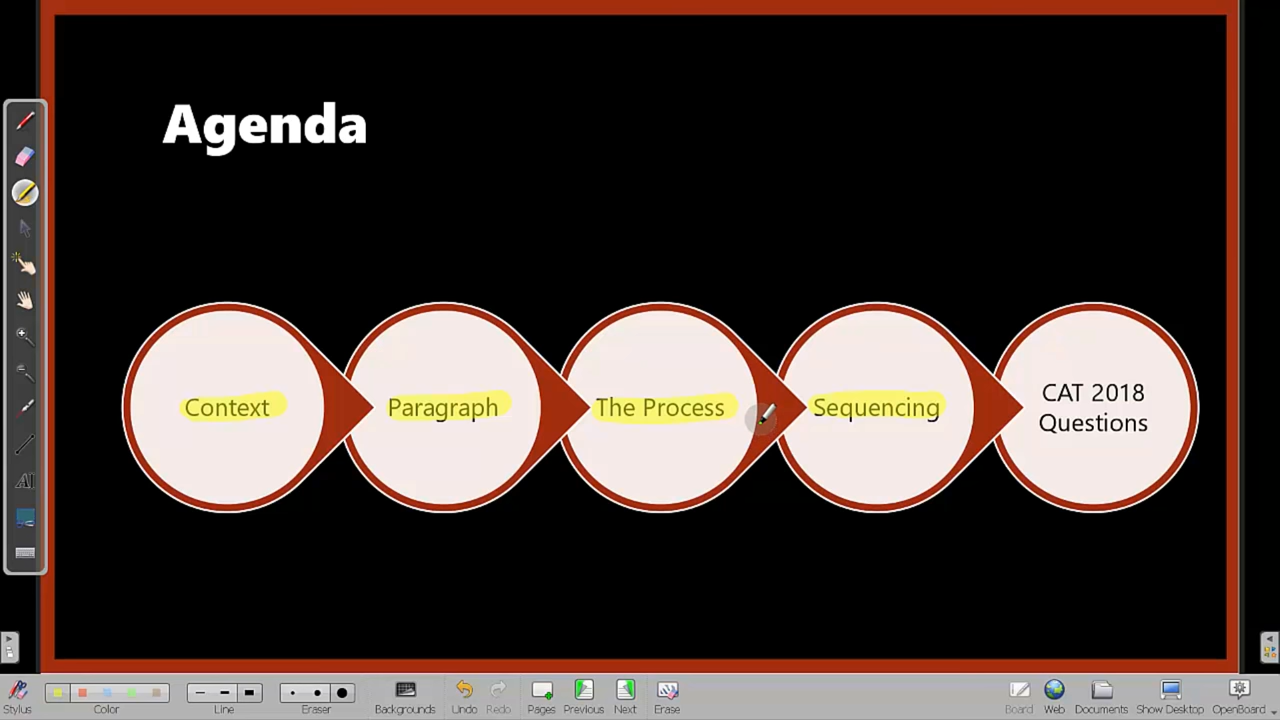 Agenda
Context
Paragraph
The Process
Sequencing
CAT 2018
Questions
AI
Stylus
Color
Line
Eraser
Backgrounds
Undo
Redo
Pages
Previous
Next
Erase
Board
Web
Documents
Show Desktop
OpenBoard